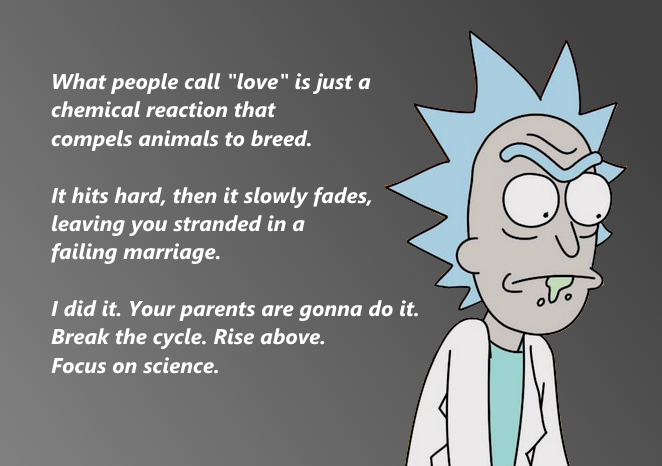 What people call "love" is just a
chemical reaction that
compels animals to breed.
It hits hard, then it slowly fades,
leaving you stranded in a
failing marriage.
I did it. Your parents are gonna do it.
Break the cycle. Rise above.
Focus on science.